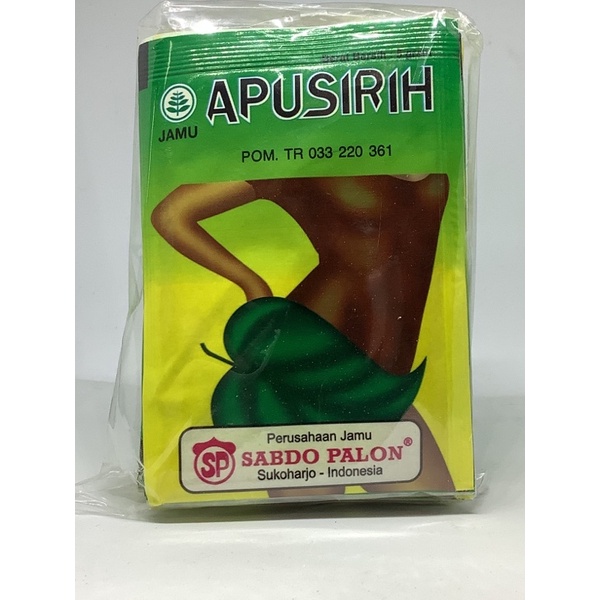 APUSIRIH
JAMU
POM. TR 033 220 361
Perusahaan Jamu
SP SABDO PALON®
Sukoharjo - Indonesia